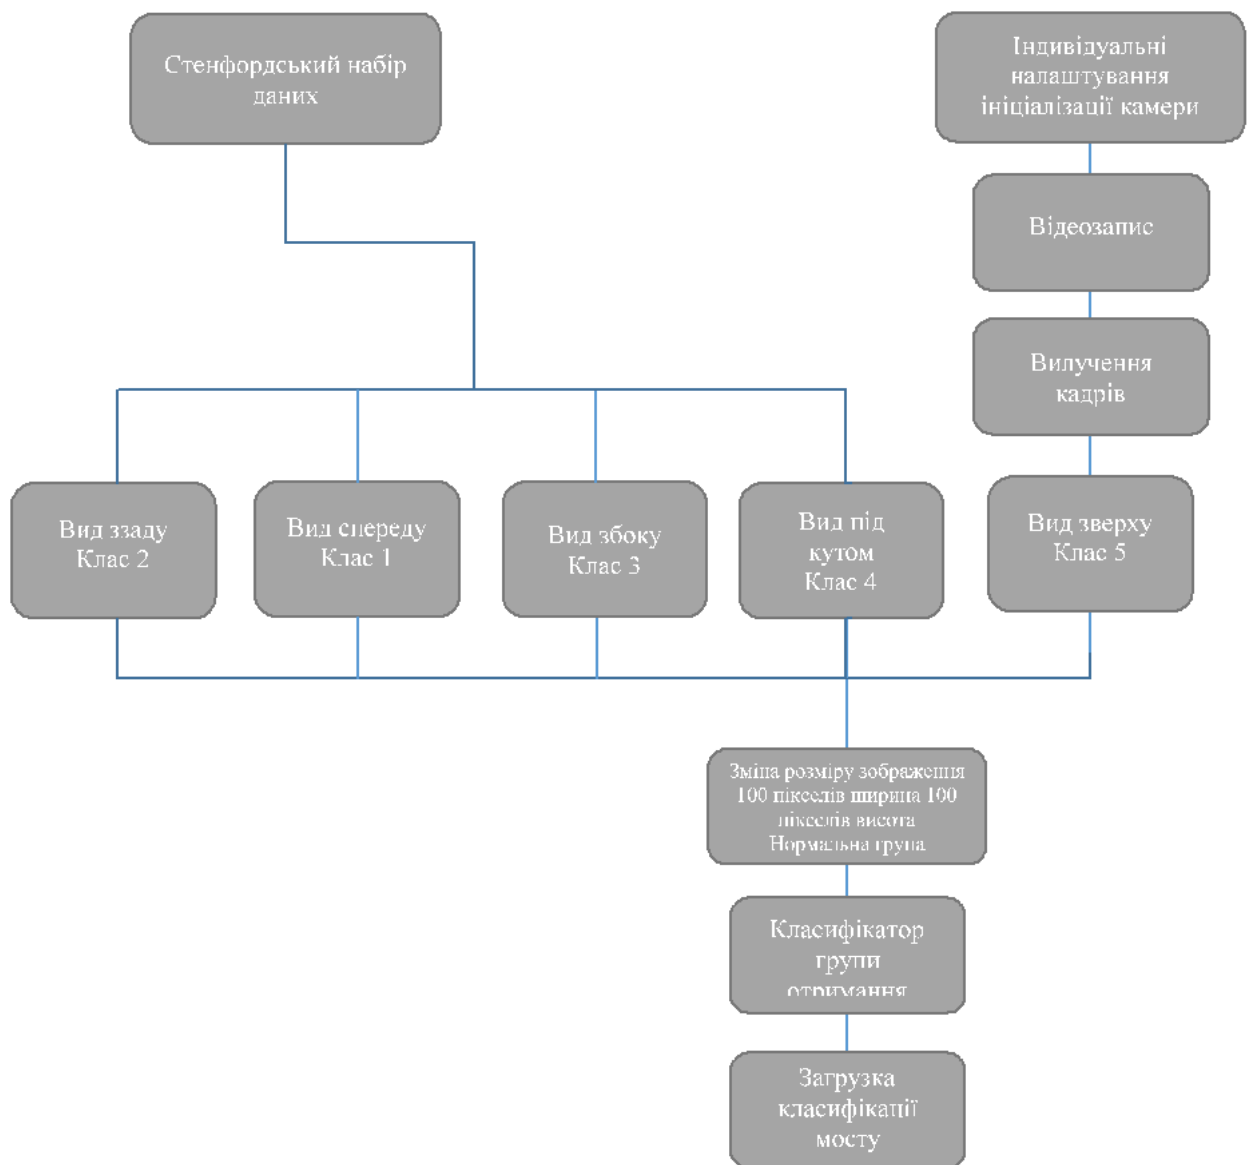 Стенфордський набір
даних
Індивідуальні
налаштування
ініціалізації камери
Відеозапис
Вилучення
кадрів
Вид ззаду
Клас 2
Вид спереду
Клас 1
Вид збоку
Клас 3
Вид під
кутом
Клас 4
Вид зверху
Клас 5
Зміна розміру зображення
100 пікселів ширина 100
пікселів висота
Нормальна група
Класифікатор
групи
отримання
Загрузка
класифікації
мосту